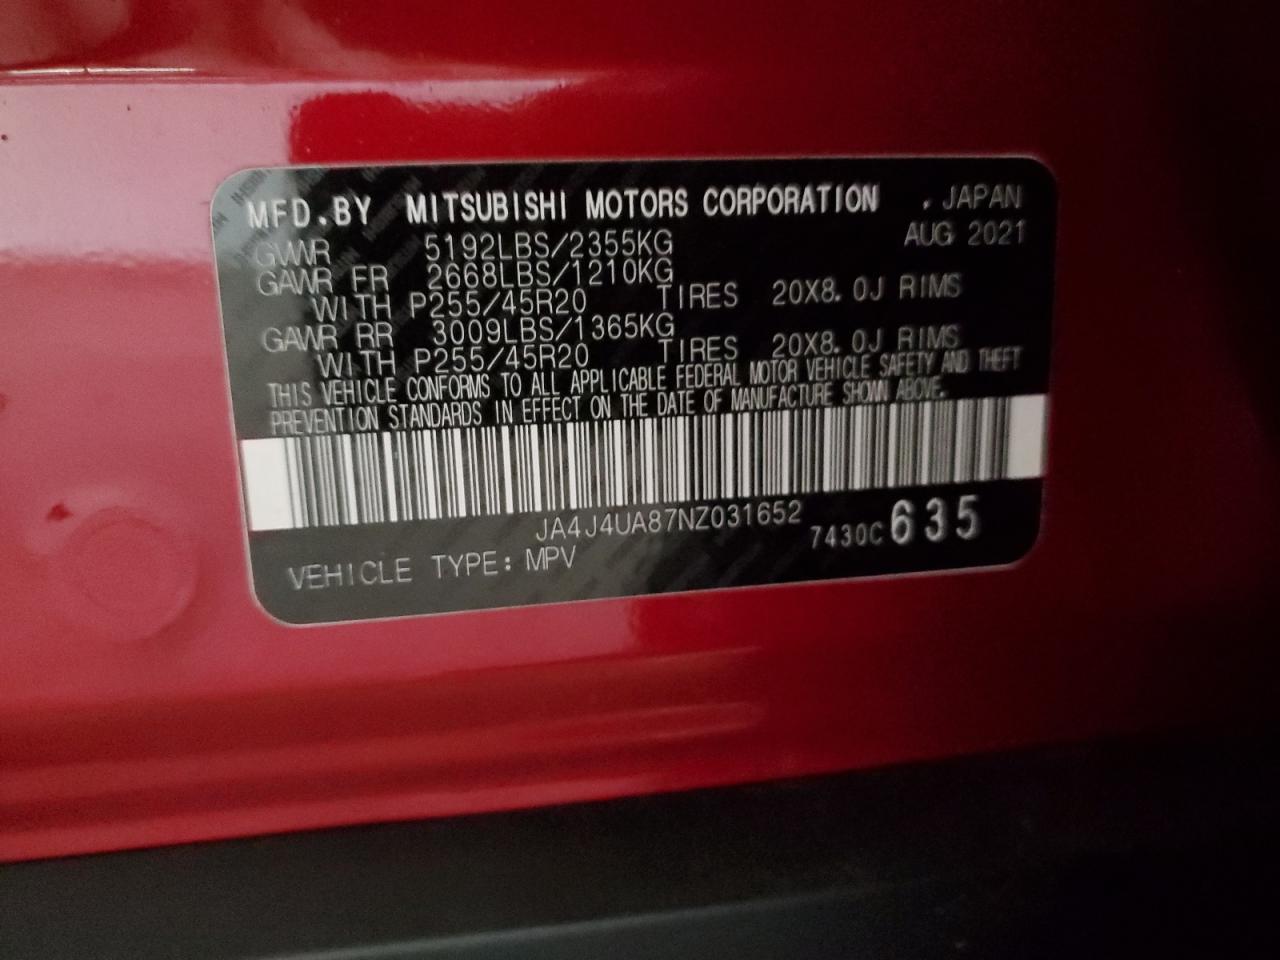 MFD.BY MITSUBISHI MOTORS CORPORATION . JAPAN
AUG 2021
GVWR 5192LBS/2355KG
GAWR FR 2668LBS/1210KG
WITH P255/45R20 TIRES 20X8.0J RIMS
GAWR RR 3009LBS/1365KG
WITH P255/45R20 TIRES 20X8.0J RIMS
THIS VEHICLE CONFORMS TO ALL APPLICABLE FEDERAL MOTOR VEHICLE SAFETY AND THEFT
PREVENTION STANDARDS IN EFFECT ON THE DATE OF MANUFACTURE SHOWN ABOVE.
JA4J4UA87NZ031652 7430C 635
VEHICLE TYPE: MPV